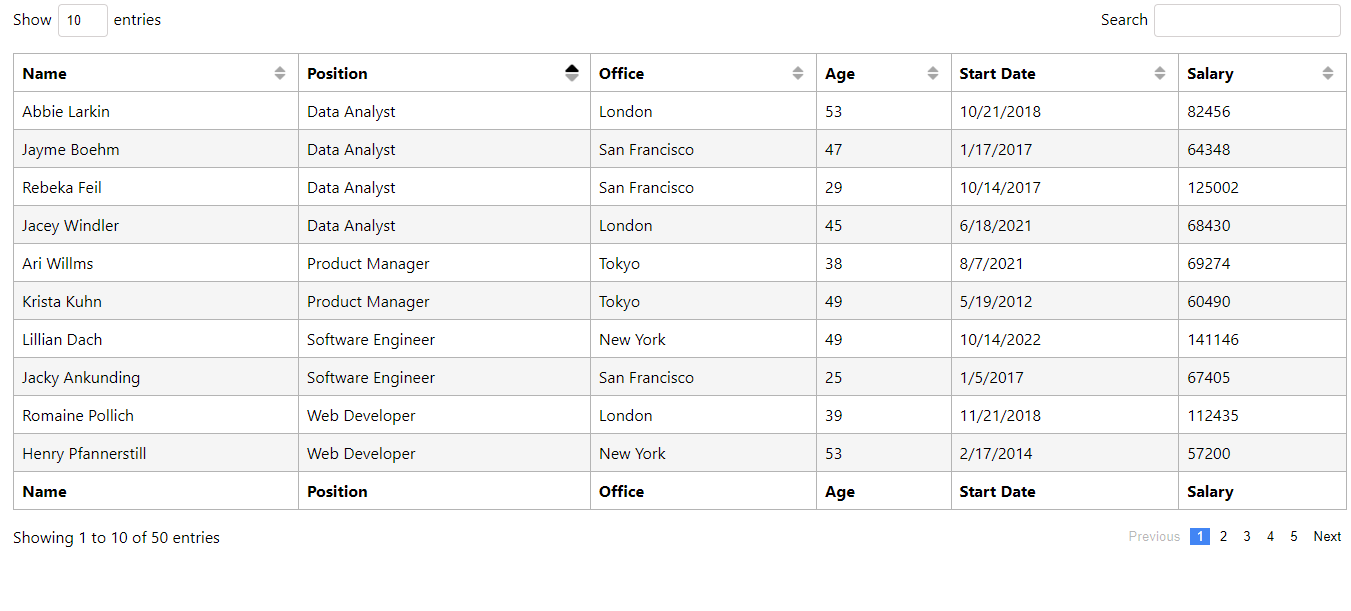 Show 10 entries Search
Name Position Office Age Start Date Salary
Abbie Larkin Data Analyst London 53 10/21/2018 82456
Jayme Boehm Data Analyst San Francisco 47 1/17/2017 64348
Rebeka Feil Data Analyst San Francisco 29 10/14/2017 125002
Jacey Windler Data Analyst London 45 6/18/2021 68430
Ari Willms Product Manager Tokyo 38 8/7/2021 69274
Krista Kuhn Product Manager Tokyo 49 5/19/2012 60490
Lillian Dach Software Engineer New York 49 10/14/2022 141146
Jacky Ankunding Software Engineer San Francisco 25 1/5/2017 67405
Romaine Pollich Web Developer London 39 11/21/2018 112435
Henry Pfannerstill Web Developer New York 53 2/17/2014 57200
Name Position Office Age Start Date Salary
Showing 1 to 10 of 50 entries Previous 1 2 3 4 5 Next